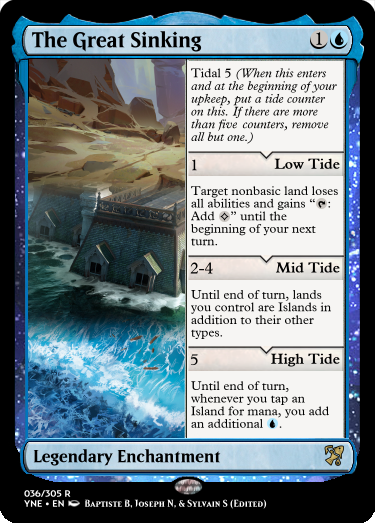 The Great Sinking 1
Tidal 5 (When this enters
and at the beginning of your
upkeep, put a tide counter
on this. If there are more
than five counters, remove
all but one.)
1 Low Tide
Target nonbasic land loses
all abilities and gains “:
Add ” until the
beginning of your next
turn.
2-4 Mid Tide
Until end of turn, lands
you control are Islands in
addition to their other
types.
5 High Tide
Until end of turn,
whenever you tap an
Island for mana, you add
an additional .
Legendary Enchantment
036/305 R
YNE • EN Baptiste B, Joseph N, & Sylvain S (Edited)